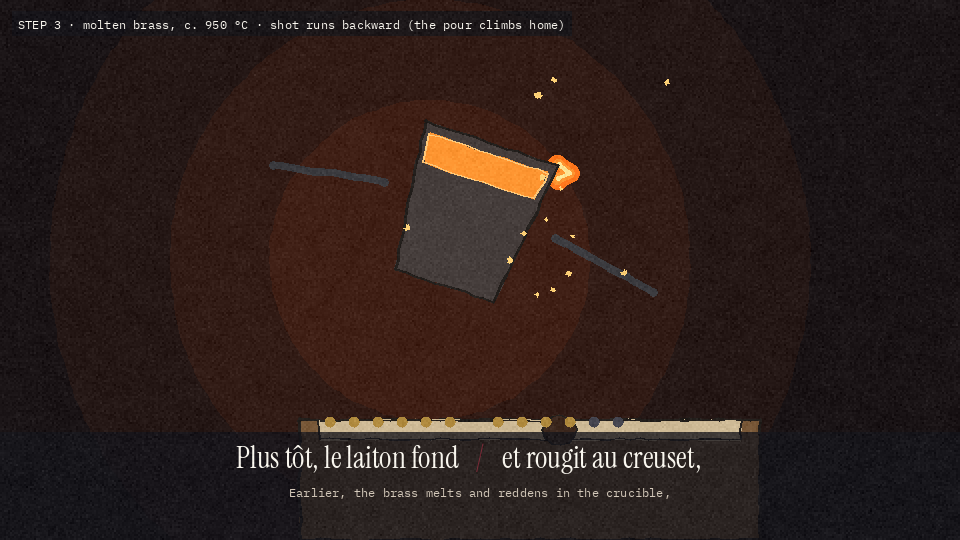 STEP 3 · molten brass, c. 950 °C · shot runs backward (the pour climbs home)
Plus tôt, le laiton fond / et rougit au creuset,
Earlier, the brass melts and reddens in the crucible,